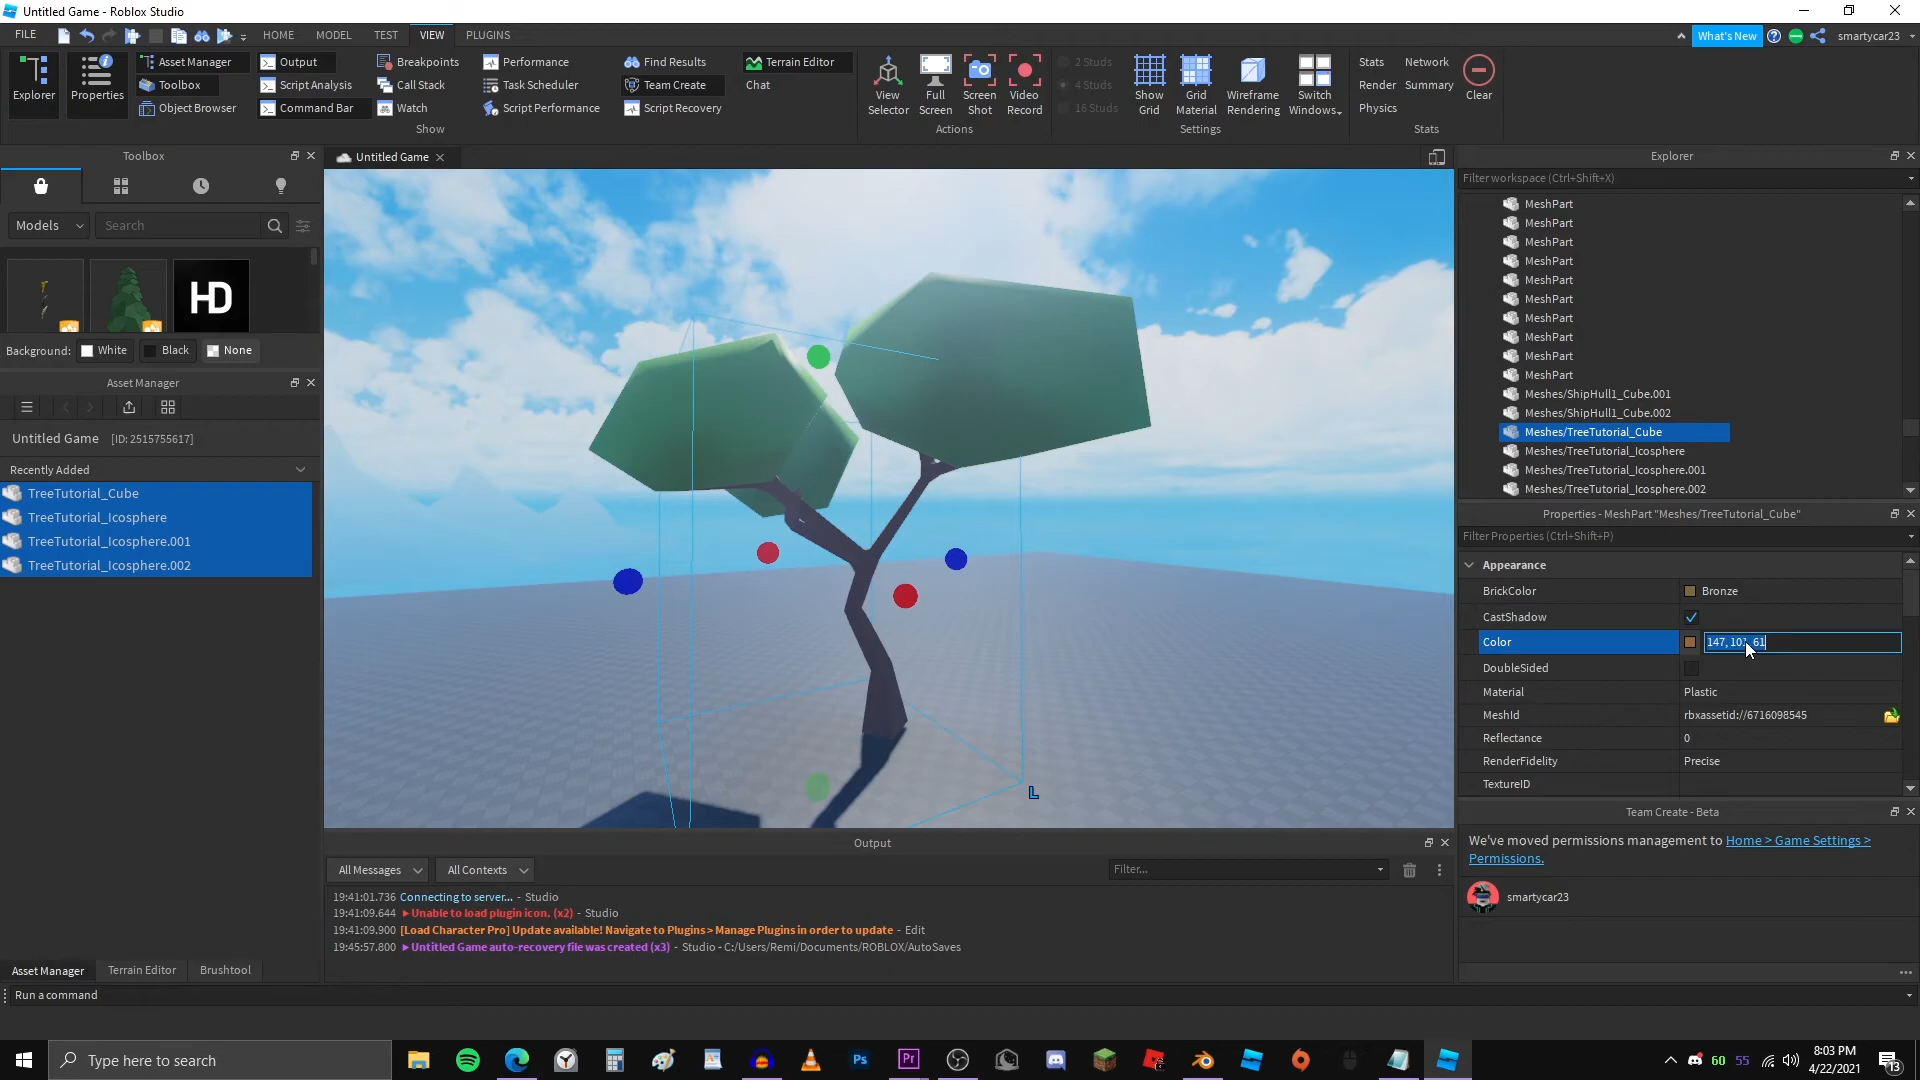 Untitled Game - Roblox Studio
FILE HOME MODEL TEST VIEW PLUGINS What's New smartycar23
Explorer Properties
Asset Manager Output Breakpoints Performance Find Results Terrain Editor
Toolbox Script Analysis Call Stack Task Scheduler Team Create Chat
Object Browser Command Bar Watch Script Performance Script Recovery
Show
View Selector Full Screen Screen Shot Video Record
Actions
2 Studs
4 Studs
16 Studs
Show Grid Grid Material Wireframe Rendering Switch Windows
Settings
Stats Network
Render Summary
Physics
Clear
Stats
Toolbox
Models Search
HD
Background: White Black None
Asset Manager
Untitled Game [ID: 2515755617]
Recently Added
TreeTutorial_Cube
TreeTutorial_Icosphere
TreeTutorial_Icosphere.001
TreeTutorial_Icosphere.002
Asset Manager Terrain Editor Brushtool
Untitled Game
L
Output
All Messages All Contexts Filter...
19:41:01.736 Connecting to server... - Studio
19:41:09.644 Unable to load plugin icon. (x2) - Studio
19:41:09.900 [Load Character Pro] Update available! Navigate to Plugins > Manage Plugins in order to update - Edit
19:45:57.800 Untitled Game auto-recovery file was created (x3) - Studio - C:/Users/Remi/Documents/ROBLOX/AutoSaves
Explorer
Filter workspace (Ctrl+Shift+X)
MeshPart
MeshPart
MeshPart
MeshPart
MeshPart
MeshPart
MeshPart
MeshPart
MeshPart
MeshPart
Meshes/ShipHull1_Cube.001
Meshes/ShipHull1_Cube.002
Meshes/TreeTutorial_Cube
Meshes/TreeTutorial_Icosphere
Meshes/TreeTutorial_Icosphere.001
Meshes/TreeTutorial_Icosphere.002
Properties - MeshPart "Meshes/TreeTutorial_Cube"
Filter Properties (Ctrl+Shift+P)
Appearance
BrickColor Bronze
CastShadow
Color 147, 101, 61
DoubleSided
Material Plastic
MeshId rbxassetid://6716098545
Reflectance 0
RenderFidelity Precise
TextureID
Team Create - Beta
We've moved permissions management to Home > Game Settings >
Permissions.
smartycar23
Run a command
Type here to search
Ps Pr
60 55
8:03 PM
4/22/2021
13